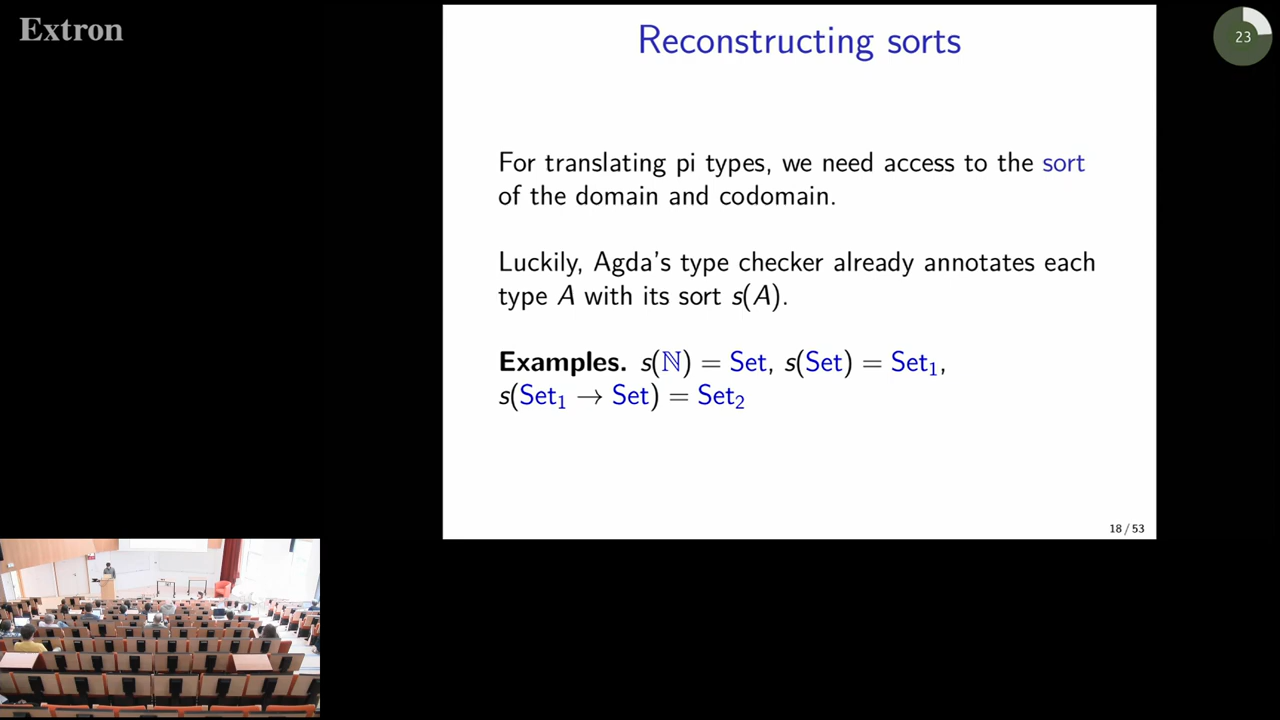 Extron
23
Reconstructing sorts
For translating pi types, we need access to the sort
of the domain and codomain.
Luckily, Agda's type checker already annotates each
type A with its sort s(A).
Examples. s(ℕ) = Set, s(Set) = Set₁,
s(Set₁ → Set) = Set₂
18 / 53